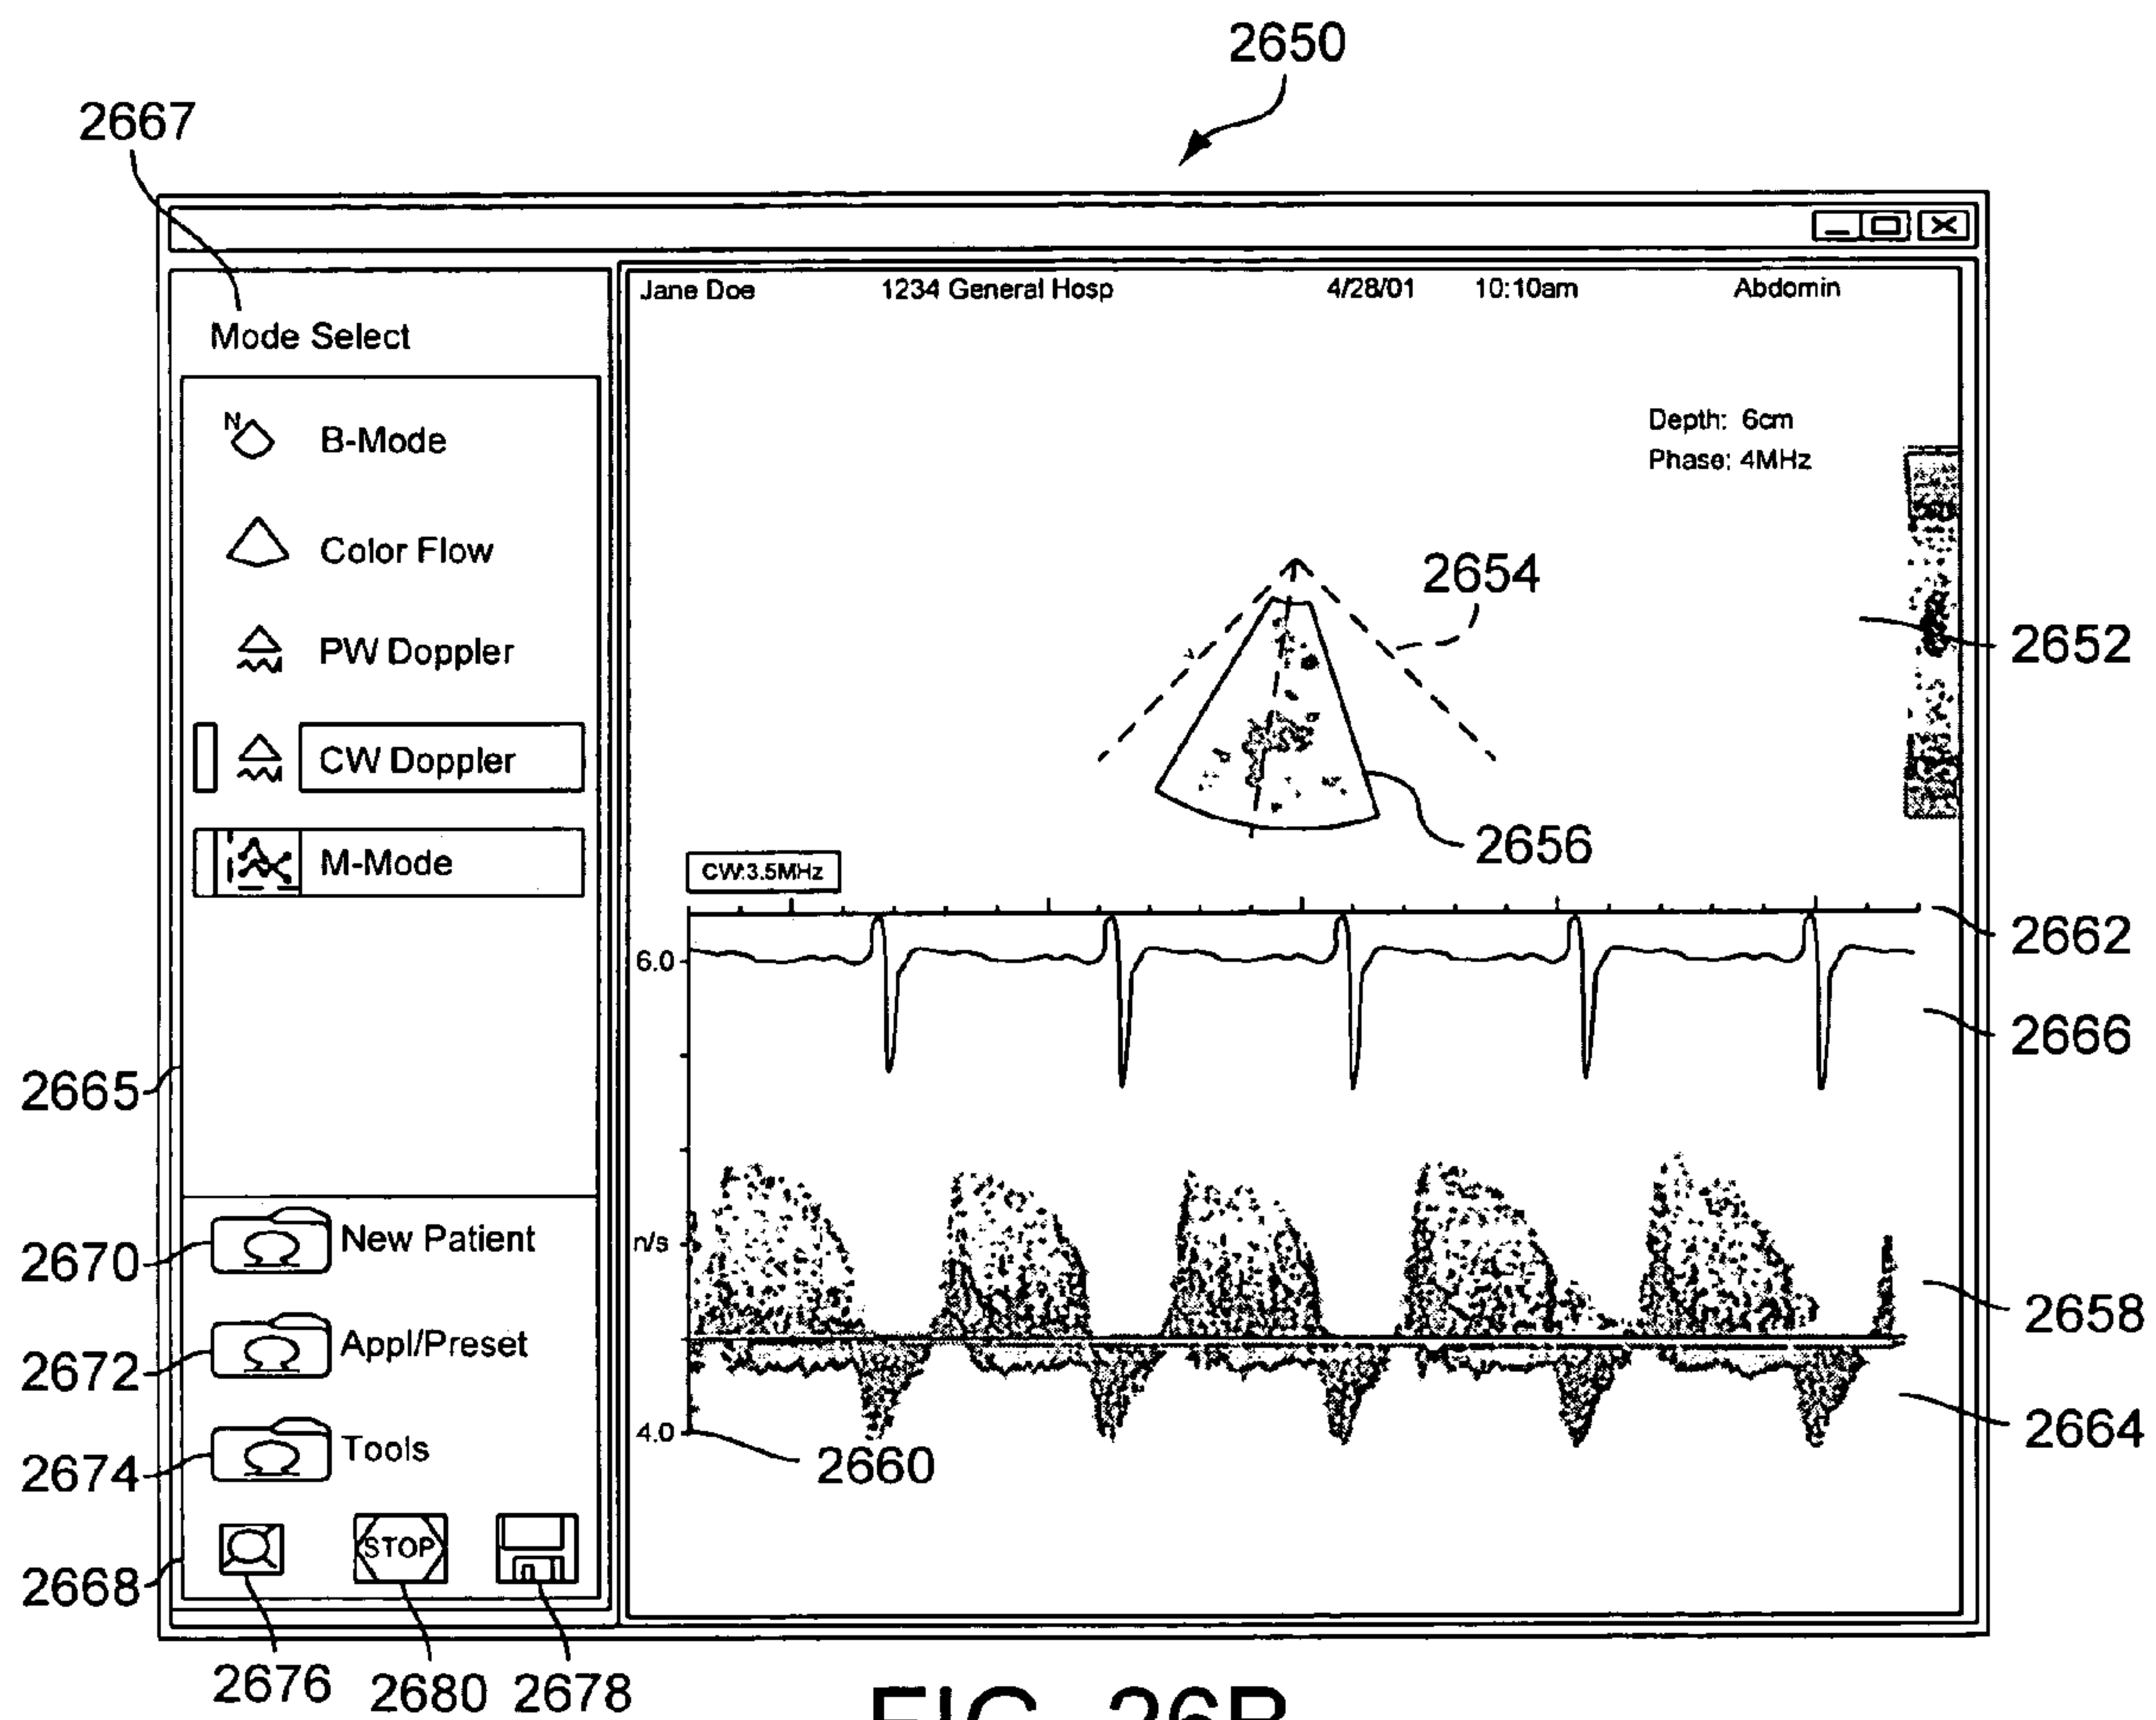 2650
2667
Jane Doe 1234 General Hosp 4/28/01 10:10am Abdomin
Mode Select
Depth: 6cm
Phase: 4MHz
N B-Mode
Color Flow
PW Doppler
CW Doppler
M-Mode
2654
2652
2656
CW:3.5MHz
2662
6.0
2666
2665
n/s
2658
2664
4.0
2660
2670 New Patient
2672 Appl/Preset
2674 Tools
2668
STOP
2676 2680 2678
FIG. 26B